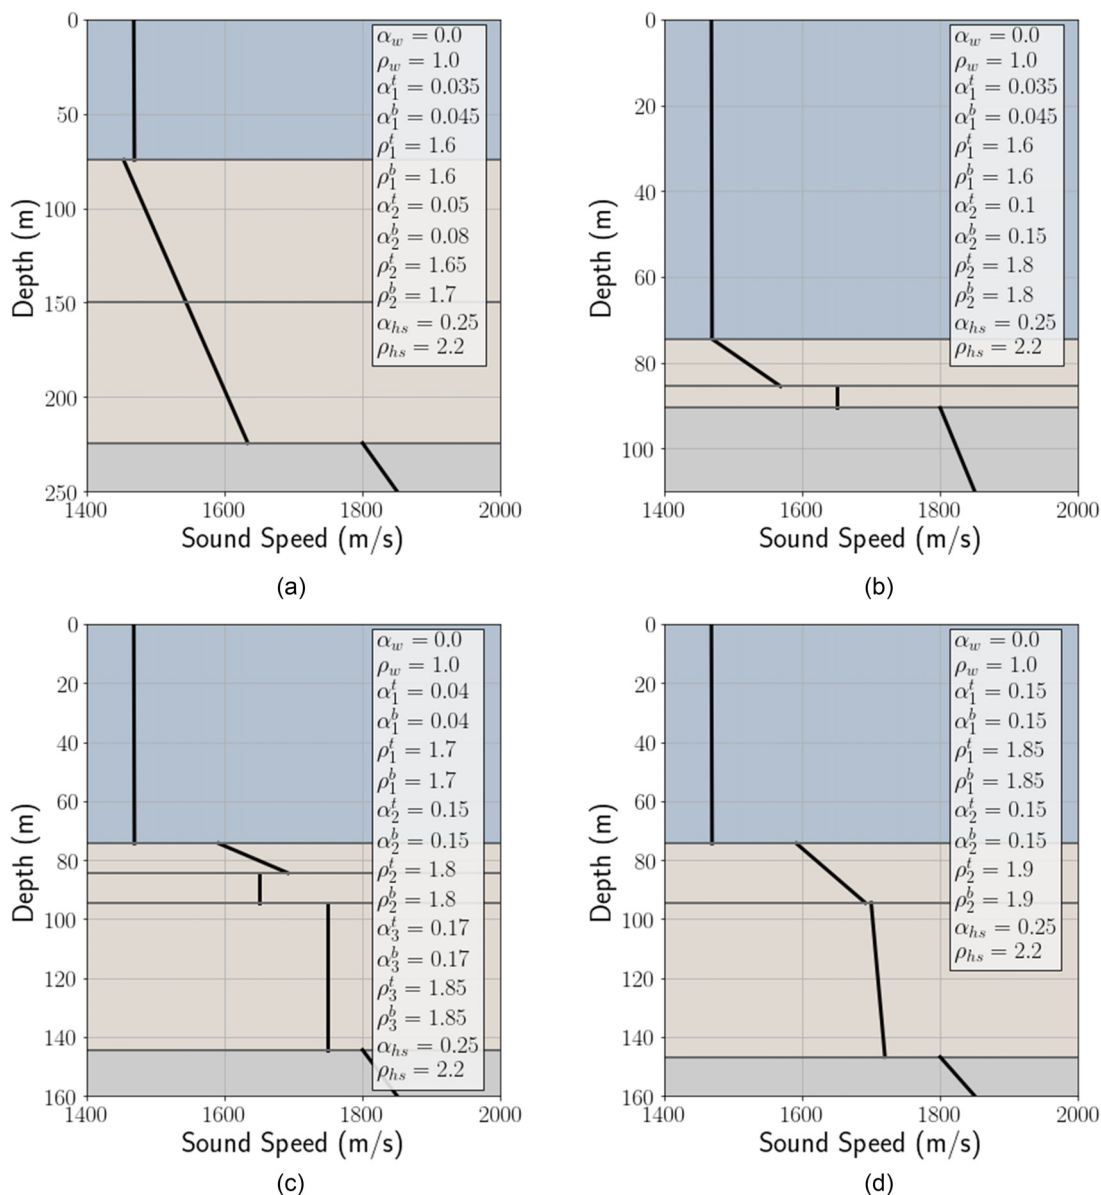 0
50
100
150
200
250
Depth (m)
1400
1600
1800
2000
Sound Speed (m/s)
α_w = 0.0
ρ_w = 1.0
α_1^t = 0.035
α_1^b = 0.045
ρ_1^t = 1.6
ρ_1^b = 1.6
α_2^t = 0.05
α_2^b = 0.08
ρ_2^t = 1.65
ρ_2^b = 1.7
α_hs = 0.25
ρ_hs = 2.2
(a)
0
20
40
60
80
100
Depth (m)
1400
1600
1800
2000
Sound Speed (m/s)
α_w = 0.0
ρ_w = 1.0
α_1^t = 0.035
α_1^b = 0.045
ρ_1^t = 1.6
ρ_1^b = 1.6
α_2^t = 0.1
α_2^b = 0.15
ρ_2^t = 1.8
ρ_2^b = 1.8
α_hs = 0.25
ρ_hs = 2.2
(b)
0
20
40
60
80
100
120
140
160
Depth (m)
1400
1600
1800
2000
Sound Speed (m/s)
α_w = 0.0
ρ_w = 1.0
α_1^t = 0.04
α_1^b = 0.04
ρ_1^t = 1.7
ρ_1^b = 1.7
α_2^t = 0.15
α_2^b = 0.15
ρ_2^t = 1.8
ρ_2^b = 1.8
α_3^t = 0.17
α_3^b = 0.17
ρ_3^t = 1.85
ρ_3^b = 1.85
α_hs = 0.25
ρ_hs = 2.2
(c)
0
20
40
60
80
100
120
140
160
Depth (m)
1400
1600
1800
2000
Sound Speed (m/s)
α_w = 0.0
ρ_w = 1.0
α_1^t = 0.15
α_1^b = 0.15
ρ_1^t = 1.85
ρ_1^b = 1.85
α_2^t = 0.15
α_2^b = 0.15
ρ_2^t = 1.9
ρ_2^b = 1.9
α_hs = 0.25
ρ_hs = 2.2
(d)